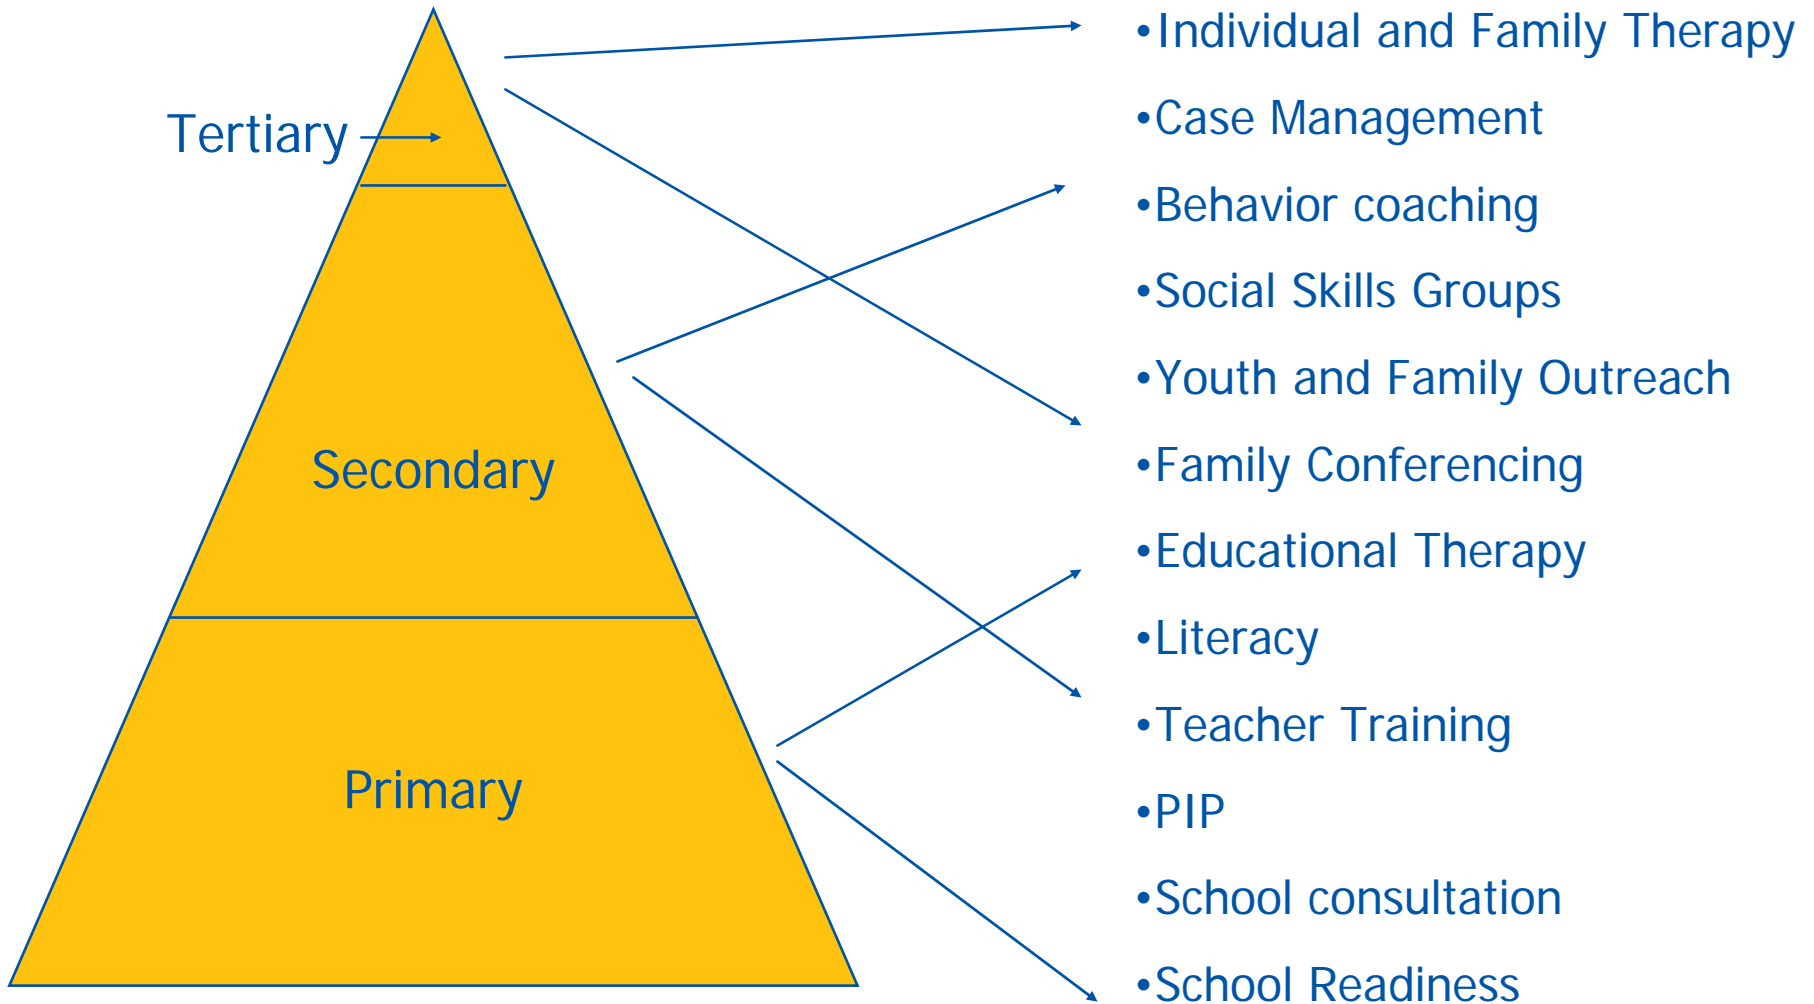 Tertiary
Secondary
Primary
•Individual and Family Therapy
•Case Management
•Behavior coaching
•Social Skills Groups
•Youth and Family Outreach
•Family Conferencing
•Educational Therapy
•Literacy
•Teacher Training
•PIP
•School consultation
•School Readiness